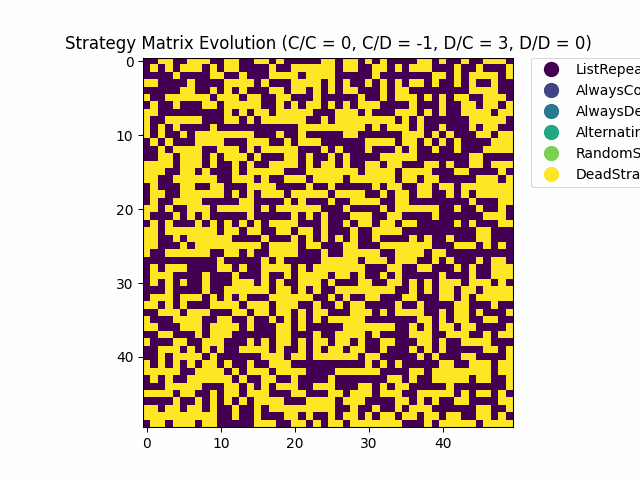 Strategy Matrix Evolution (C/C = 0, C/D = -1, D/C = 3, D/D = 0)
0
10
20
30
40
0 10 20 30 40
ListRepea
AlwaysCo
AlwaysDe
Alternatin
RandomS
DeadStra